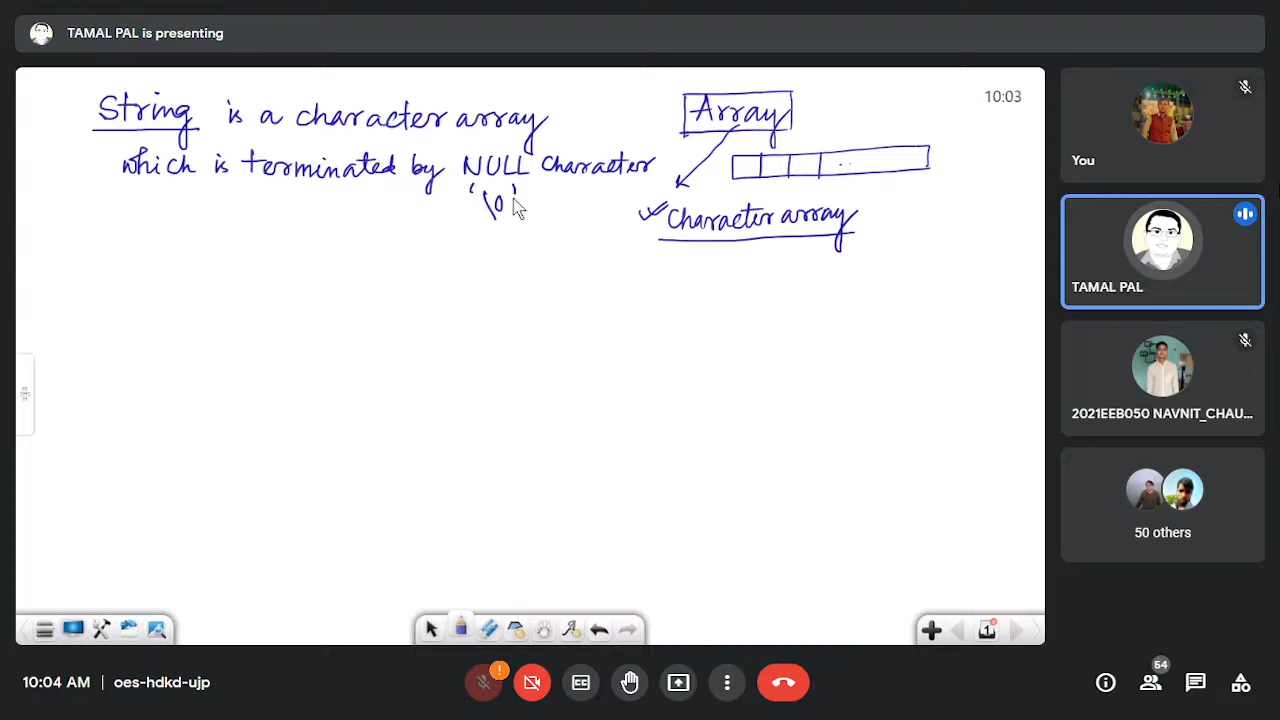 TAMAL PAL is presenting
10:03
String is a character array
which is terminated by NULL character
'\0'
Array
..
character array
You
TAMAL PAL
2021EEB050 NAVNIT_CHAU...
50 others
1
10:04 AM | oes-hdkd-ujp
!
54